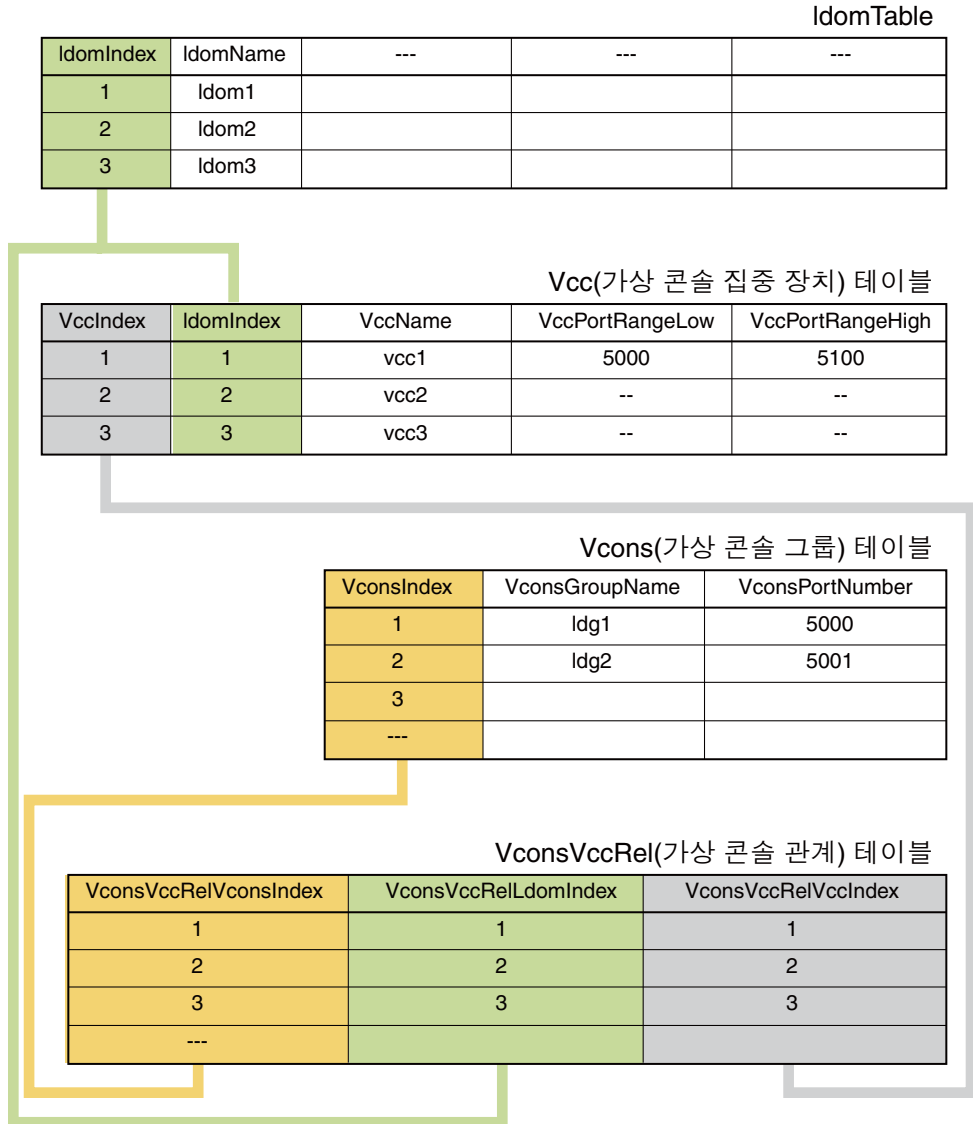 ldomTable
ldomIndex ldomName --- --- ---
1 ldom1
2 ldom2
3 ldom3
Vcc(가상 콘솔 집중 장치) 테이블
VccIndex ldomIndex VccName VccPortRangeLow VccPortRangeHigh
1 1 vcc1 5000 5100
2 2 vcc2 -- --
3 3 vcc3 -- --
Vcons(가상 콘솔 그룹) 테이블
VconsIndex VconsGroupName VconsPortNumber
1 ldg1 5000
2 ldg2 5001
3
---
VconsVccRel(가상 콘솔 관계) 테이블
VconsVccRelVconsIndex VconsVccRelLdomIndex VconsVccRelVccIndex
1 1 1
2 2 2
3 3 3
---